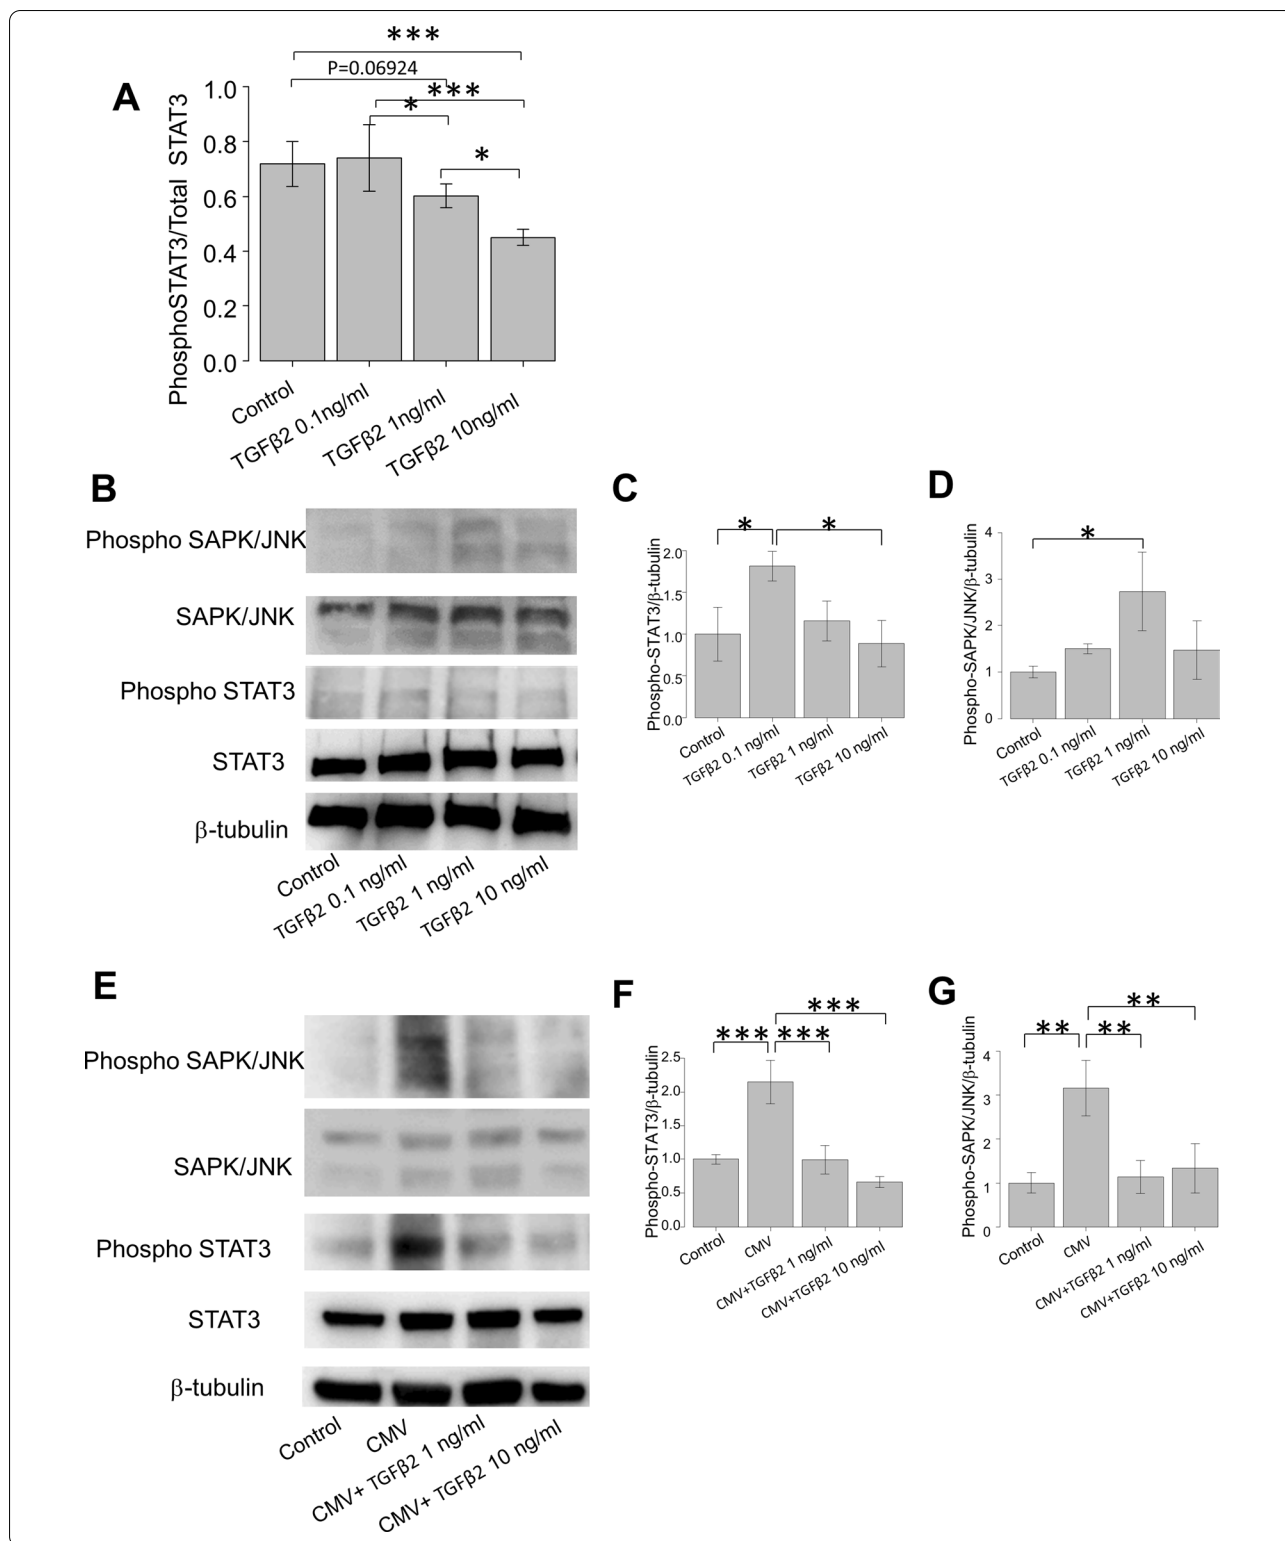 A
***
P=0.06924
***
*
*
PhosphoSTAT3/Total STAT3
1.0
0.8
0.6
0.4
0.2
0.0
Control
TGFβ2 0.1ng/ml
TGFβ2 1ng/ml
TGFβ2 10ng/ml
B
Phospho SAPK/JNK
SAPK/JNK
Phospho STAT3
STAT3
β-tubulin
Control
TGFβ2 0.1 ng/ml
TGFβ2 1 ng/ml
TGFβ2 10 ng/ml
C
*
*
Phospho-STAT3/β-tubulin
2.0
1.5
1.0
0.5
0.0
Control
TGFβ2 0.1 ng/ml
TGFβ2 1 ng/ml
TGFβ2 10 ng/ml
D
*
Phospho-SAPK/JNK/β-tubulin
4
3
2
1
0
Control
TGFβ2 0.1 ng/ml
TGFβ2 1 ng/ml
TGFβ2 10 ng/ml
E
Phospho SAPK/JNK
SAPK/JNK
Phospho STAT3
STAT3
β-tubulin
Control
CMV
CMV+ TGFβ2 1 ng/ml
CMV+ TGFβ2 10 ng/ml
F
***
*** ***
Phospho-STAT3/β-tubulin
2.5
2.0
1.5
1.0
0.5
0.0
Control
CMV
CMV+TGFβ2 1 ng/ml
CMV+TGFβ2 10 ng/ml
G
**
** **
Phospho-SAPK/JNK/β-tubulin
4
3
2
1
0
Control
CMV
CMV+TGFβ2 1 ng/ml
CMV+TGFβ2 10 ng/ml